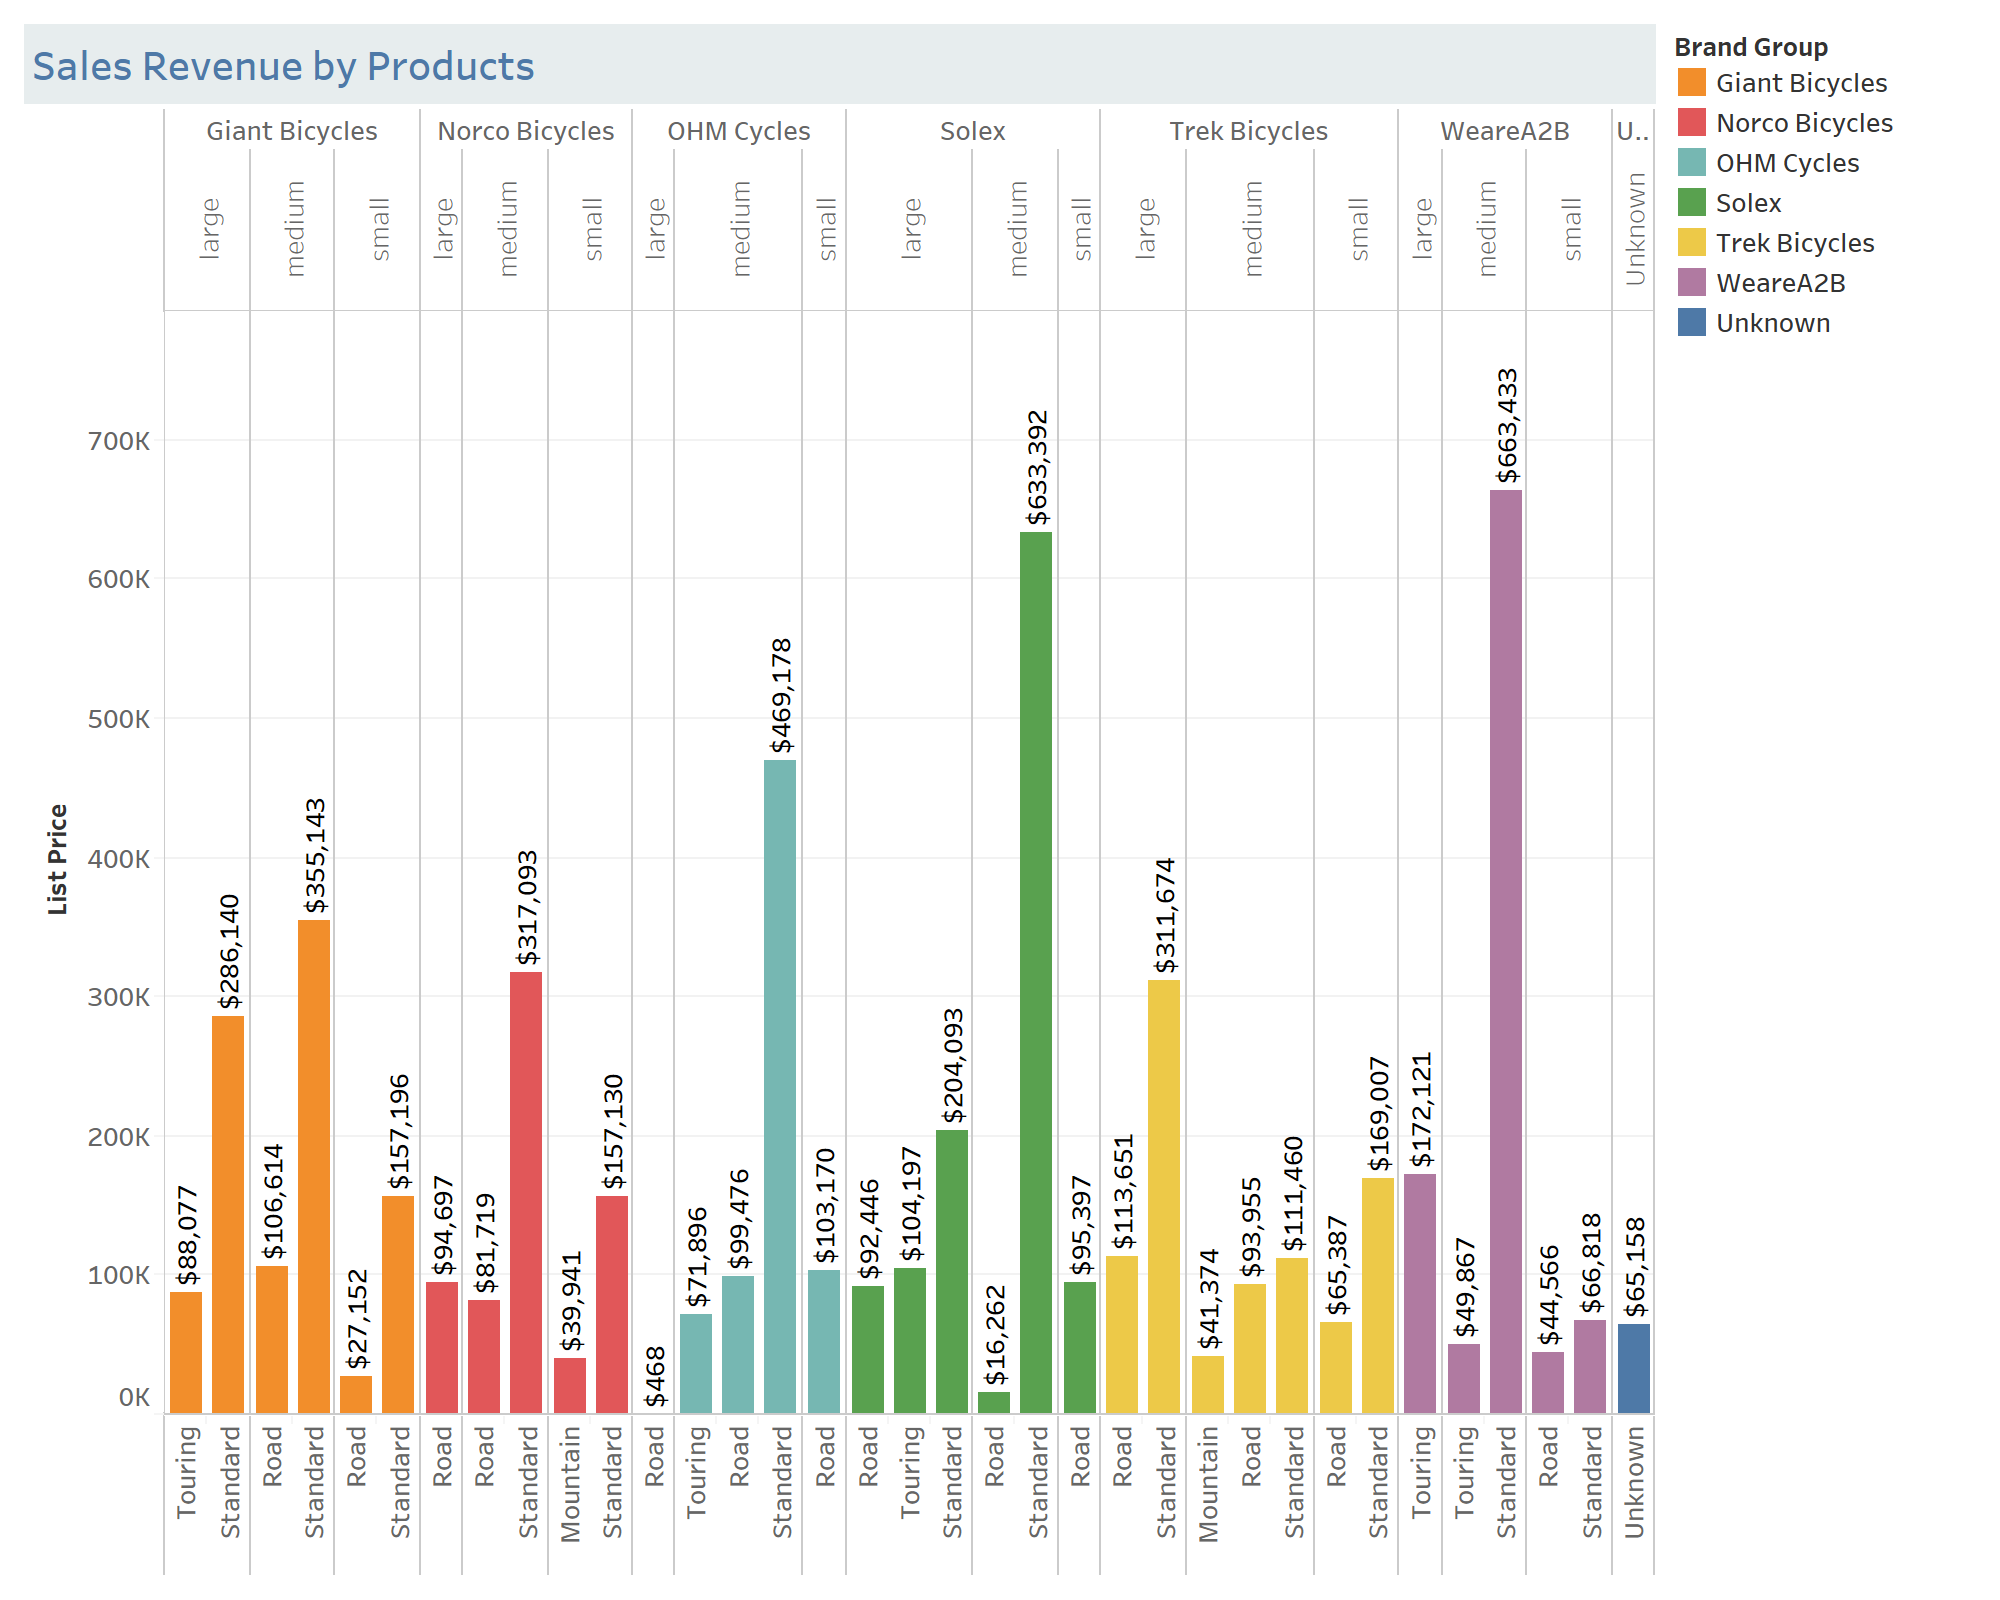 Sales Revenue by Products
Brand Group
Giant Bicycles
Norco Bicycles
OHM Cycles
Solex
Trek Bicycles
WeareA2B
Unknown
Giant Bicycles
Norco Bicycles
OHM Cycles
Solex
Trek Bicycles
WeareA2B
U..
large
medium
small
large
medium
small
large
medium
small
large
medium
small
large
medium
small
large
medium
small
Unknown
List Price
700K
600K
500K
400K
300K
200K
100K
0K
$88,077
$286,140
$106,614
$355,143
$27,152
$157,196
$94,697
$81,719
$317,093
$39,941
$157,130
$468
$71,896
$99,476
$469,178
$103,170
$92,446
$104,197
$204,093
$16,262
$633,392
$95,397
$113,651
$311,674
$41,374
$93,955
$111,460
$65,387
$169,007
$172,121
$49,867
$663,433
$44,566
$66,818
$65,158
Touring
Standard
Road
Standard
Road
Standard
Road
Road
Standard
Mountain
Standard
Road
Touring
Road
Standard
Road
Road
Touring
Standard
Road
Standard
Road
Road
Standard
Mountain
Road
Standard
Road
Standard
Touring
Touring
Standard
Road
Standard
Unknown